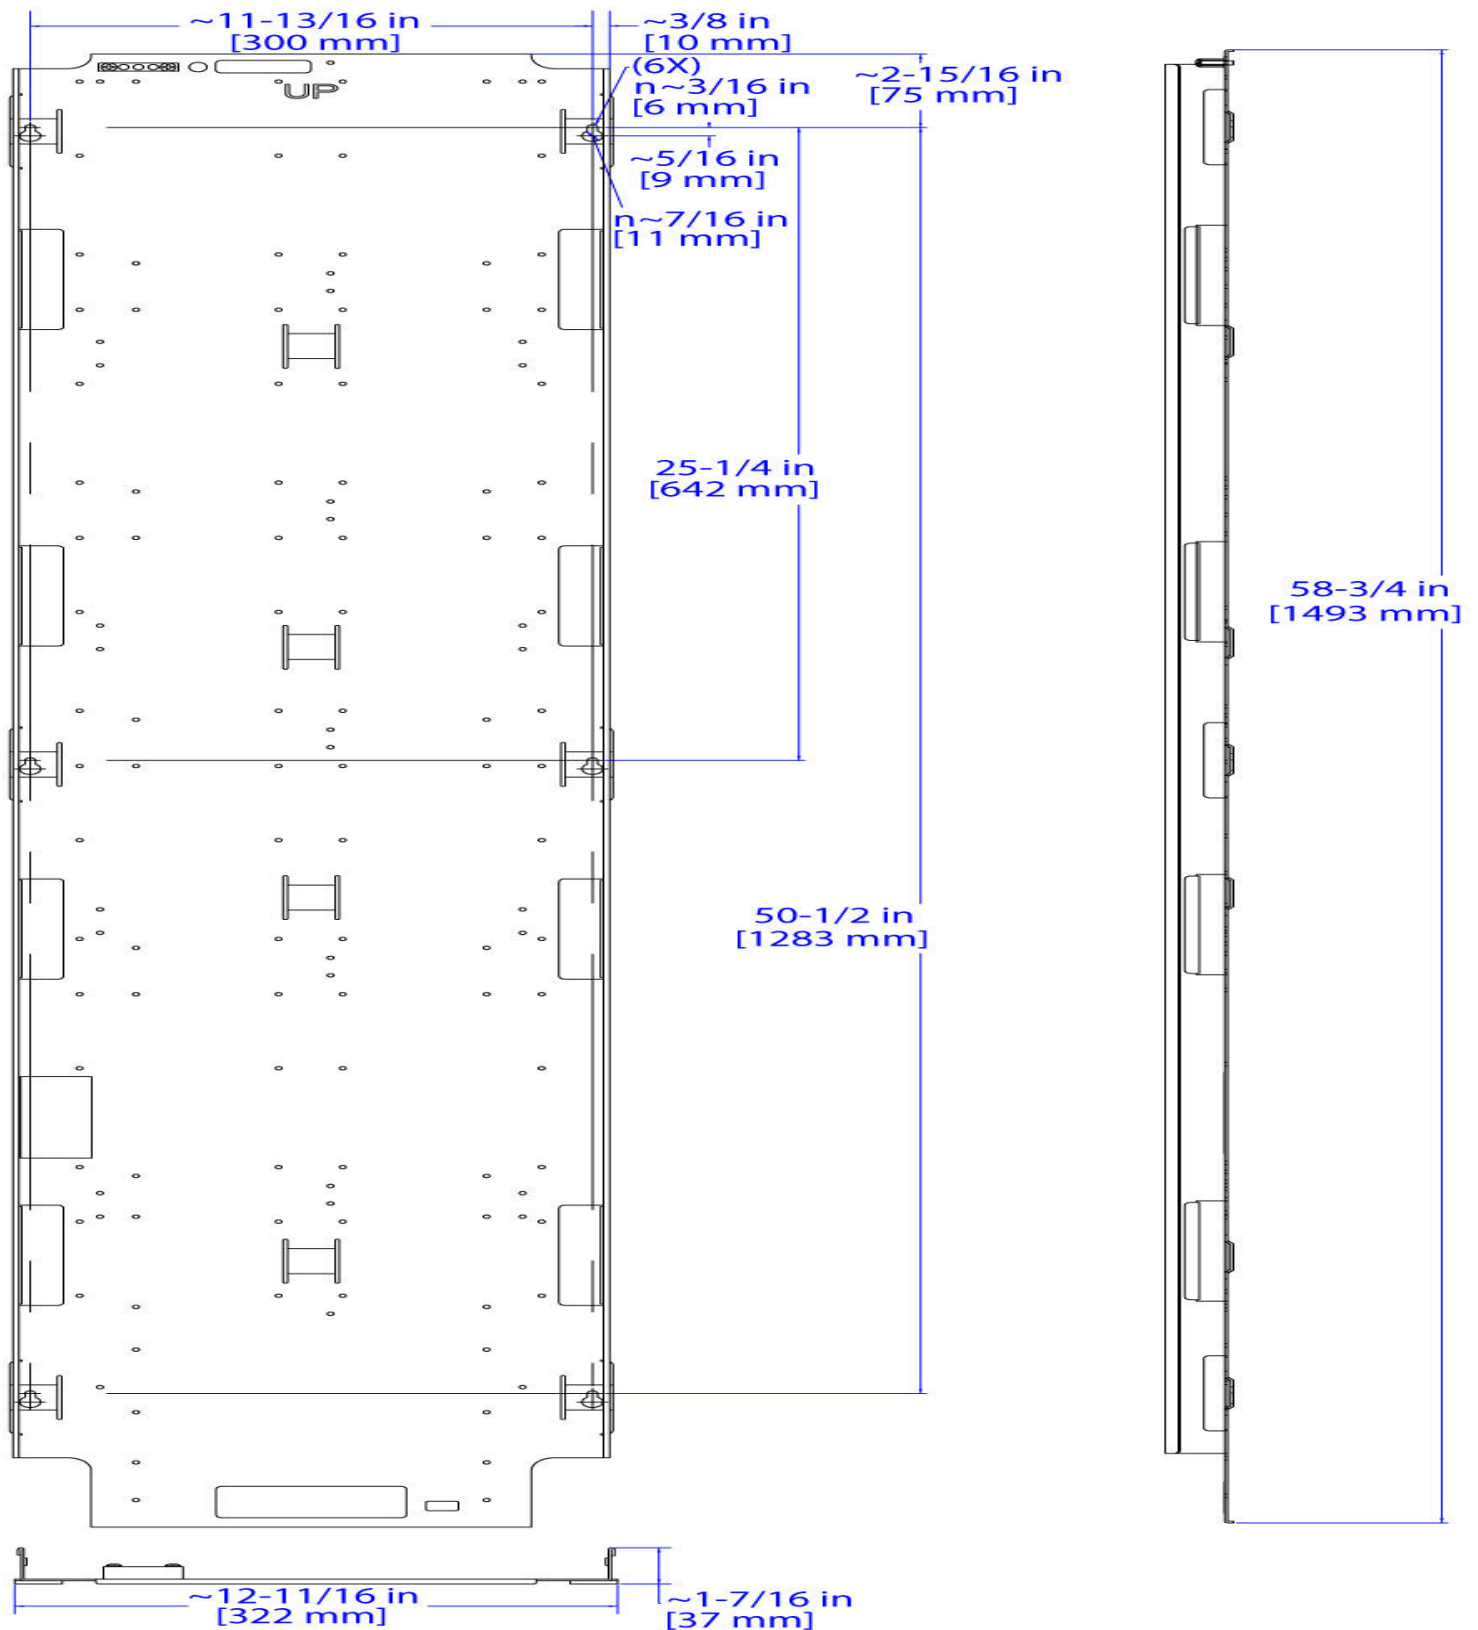 ~11-13/16 in
[300 mm]
~3/8 in
[10 mm]
(6X)
n~3/16 in
[6 mm]
~2-15/16 in
[75 mm]
UP
~5/16 in
[9 mm]
n~7/16 in
[11 mm]
25-1/4 in
[642 mm]
58-3/4 in
[1493 mm]
50-1/2 in
[1283 mm]
~12-11/16 in
[322 mm]
~1-7/16 in
[37 mm]